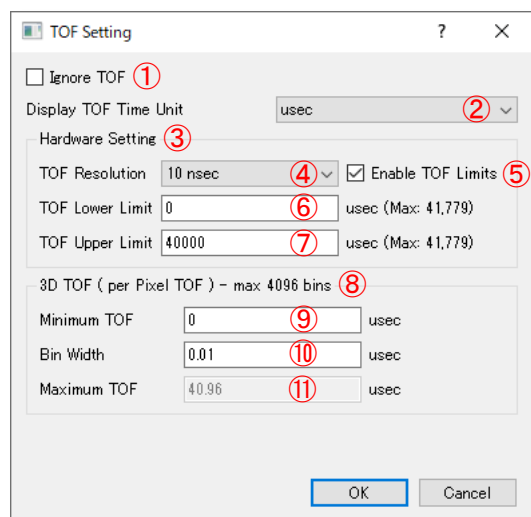 TOF Setting ? ×
Ignore TOF ①
Display TOF Time Unit usec ②
Hardware Setting ③
TOF Resolution 10 nsec ④ Enable TOF Limits ⑤
TOF Lower Limit 0 ⑥ usec (Max: 41,779)
TOF Upper Limit 40000 ⑦ usec (Max: 41,779)
3D TOF ( per Pixel TOF ) - max 4096 bins ⑧
Minimum TOF 0 ⑨ usec
Bin Width 0.01 ⑩ usec
Maximum TOF 40.96 ⑪ usec
OK Cancel